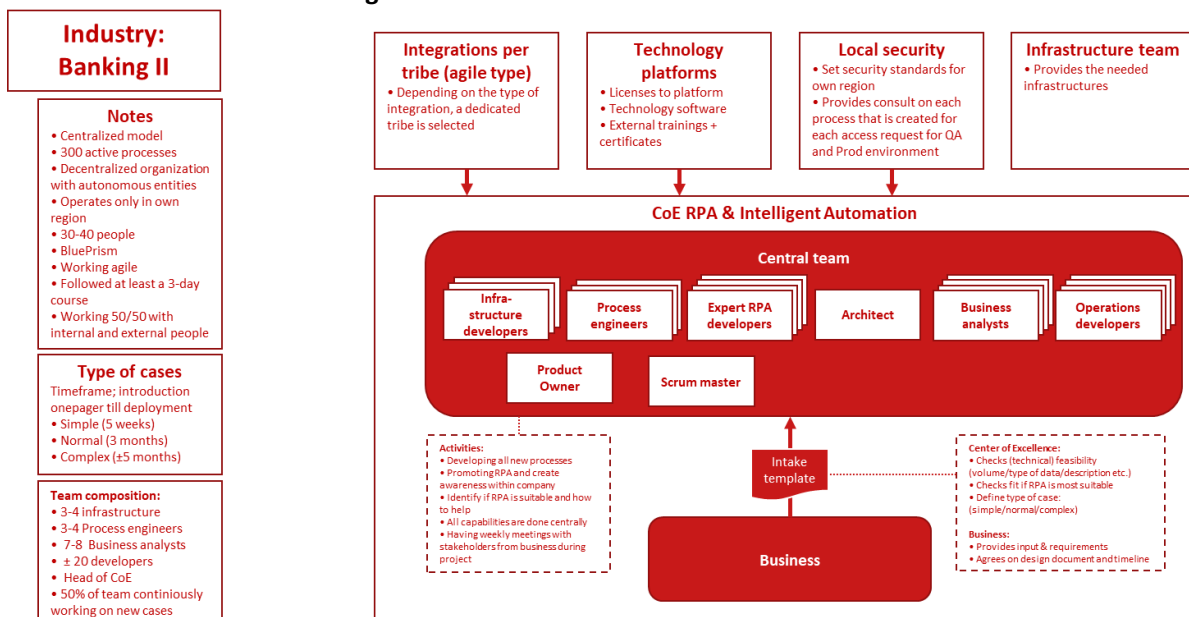 Industry:
Banking II
Notes
• Centralized model
• 300 active processes
• Decentralized organization
with autonomous entities
• Operates only in own
region
• 30-40 people
• BluePrism
• Working agile
• Followed at least a 3-day
course
• Working 50/50 with
internal and external people
Type of cases
Timeframe; introduction
onepager till deployment
• Simple (5 weeks)
• Normal (3 months)
• Complex (±5 months)
Team composition:
• 3-4 infrastructure
• 3-4 Process engineers
• 7-8 Business analysts
• ± 20 developers
• Head of CoE
• 50% of team continiously
working on new cases
Integrations per
tribe (agile type)
• Depending on the type of
integration, a dedicated
tribe is selected
Technology
platforms
• Licenses to platform
• Technology software
• External trainings +
certificates
Local security
• Set security standards for
own region
• Provides consult on each
process that is created for
each access request for QA
and Prod environment
Infrastructure team
• Provides the needed
infrastructures
CoE RPA & Intelligent Automation
Central team
Infra-
structure
developers
Process
engineers
Expert RPA
developers
Architect
Business
analysts
Operations
developers
Product
Owner
Scrum master
Activities:
• Developing all new processes
• Promoting RPA and create
awareness within company
• Identify if RPA is suitable and how
to help
• All capabilities are done centrally
• Having weekly meetings with
stakeholders from business during
project
Intake
template
Center of Excellence:
• Checks (technical) feasibility
(volume/type of data/description etc.)
• Checks fit if RPA is most suitable
• Define type of case:
(simple/normal/complex)
Business:
• Provides input & requirements
• Agrees on design document and timeline
Business